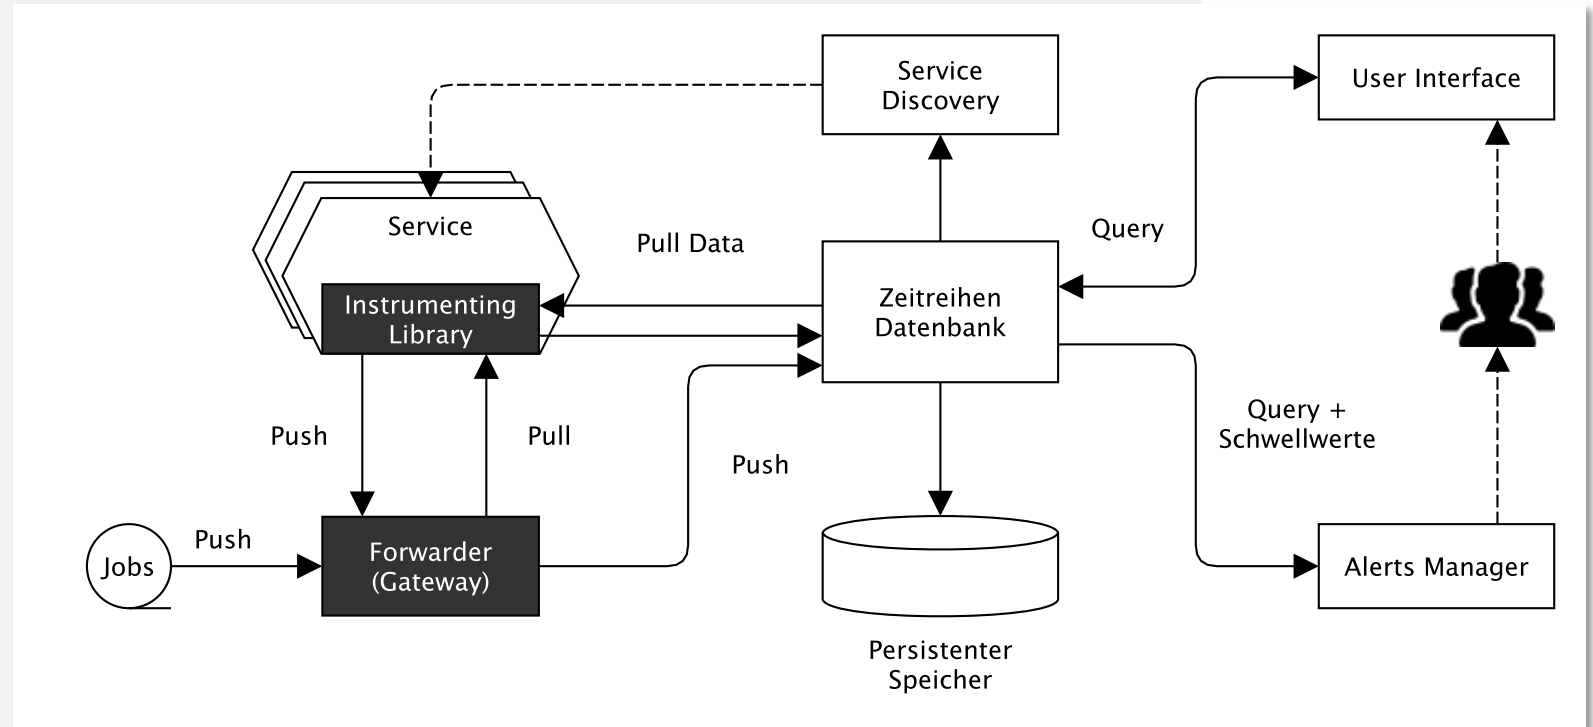 Service
Discovery
User Interface
Service
Pull Data
Query
Instrumenting
Library
Zeitreihen
Datenbank
Push
Pull
Push
Query +
Schwellwerte
Jobs
Push
Forwarder
(Gateway)
Alerts Manager
Persistenter
Speicher